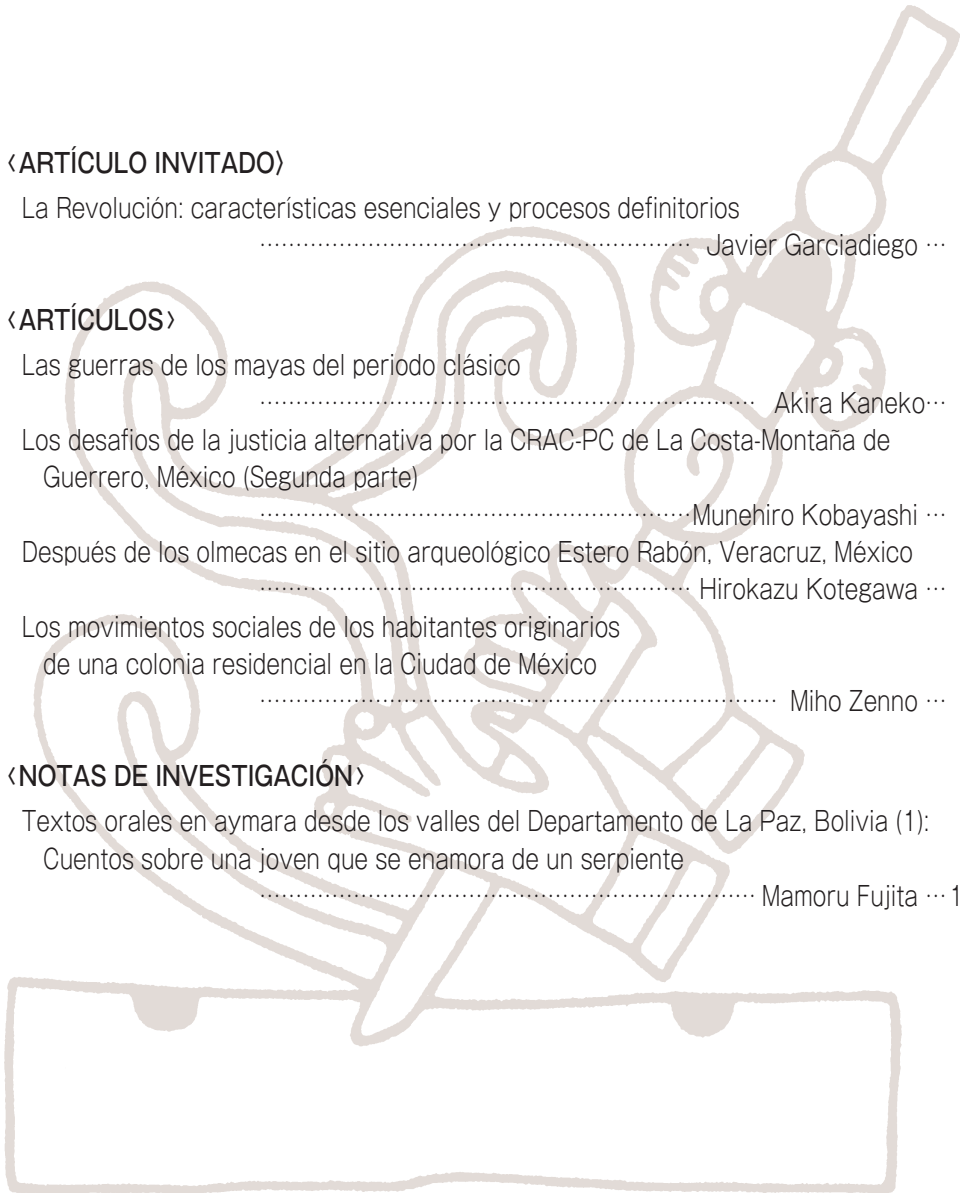 〈ARTÍCULO INVITADO〉
La Revolución: características esenciales y procesos definitorios
…………………………………………………… Javier Garciadiego …
〈ARTÍCULOS〉
Las guerras de los mayas del periodo clásico
…………………………………………………………… Akira Kaneko…
Los desafios de la justicia alternativa por la CRAC-PC de La Costa-Montaña de
Guerrero, México (Segunda parte)
……………………………………………………Munehiro Kobayashi …
Después de los olmecas en el sitio arqueológico Estero Rabón, Veracruz, México
…………………………………………………… Hirokazu Kotegawa …
Los movimientos sociales de los habitantes originarios
de una colonia residencial en la Ciudad de México
……………………………………………………………… Miho Zenno …
〈NOTAS DE INVESTIGACIÓN〉
Textos orales en aymara desde los valles del Departamento de La Paz, Bolivia (1):
Cuentos sobre una joven que se enamora de un serpiente
…………………………………………………………… Mamoru Fujita … 1